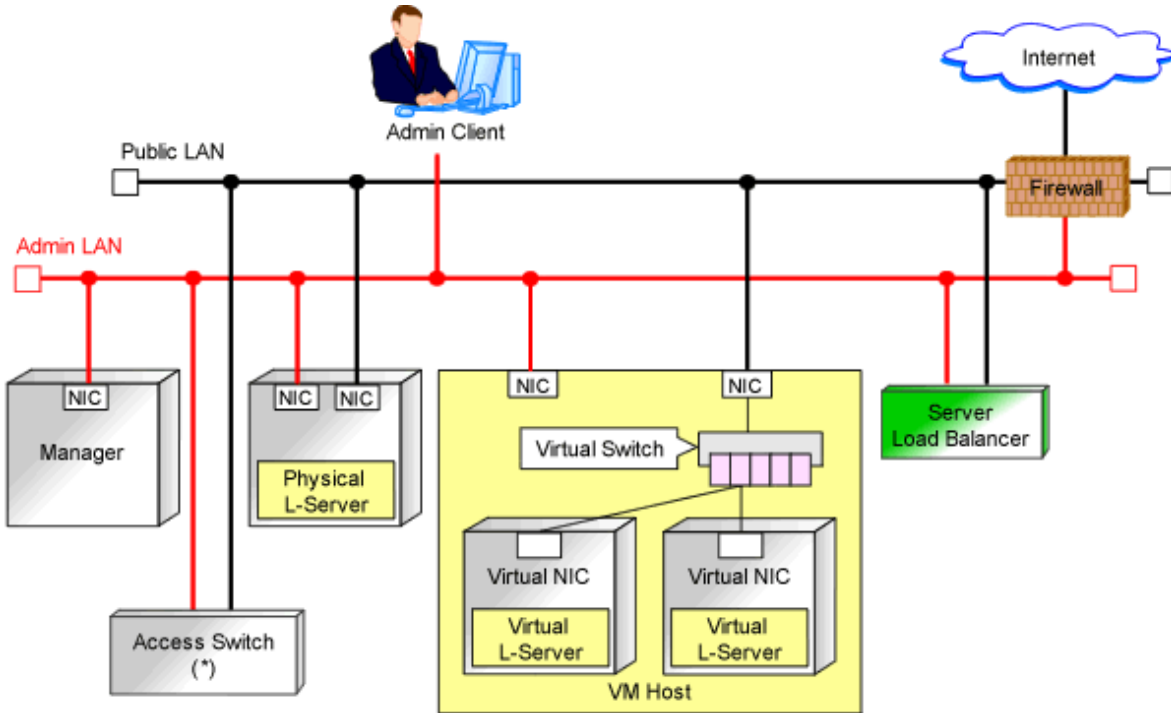 Internet
Admin Client
Public LAN
Firewall
Admin LAN
NIC
NIC
NIC
NIC
NIC
Manager
Physical
L-Server
Virtual Switch
Server
Load Balancer
Virtual NIC
Virtual NIC
Virtual
L-Server
Virtual
L-Server
Access Switch
(*)
VM Host